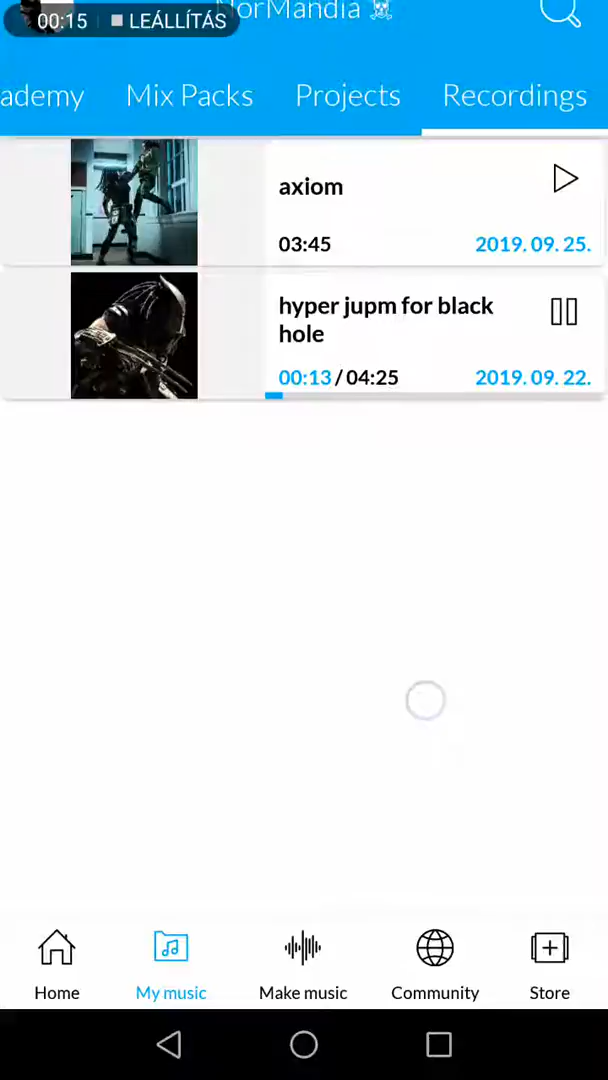 NorMandia ☠
00:15 LEÁLLÍTÁS
ademy Mix Packs Projects Recordings
axiom
03:45 2019. 09. 25.
hyper jupm for black
hole
00:13 / 04:25 2019. 09. 22.
Home My music Make music Community Store